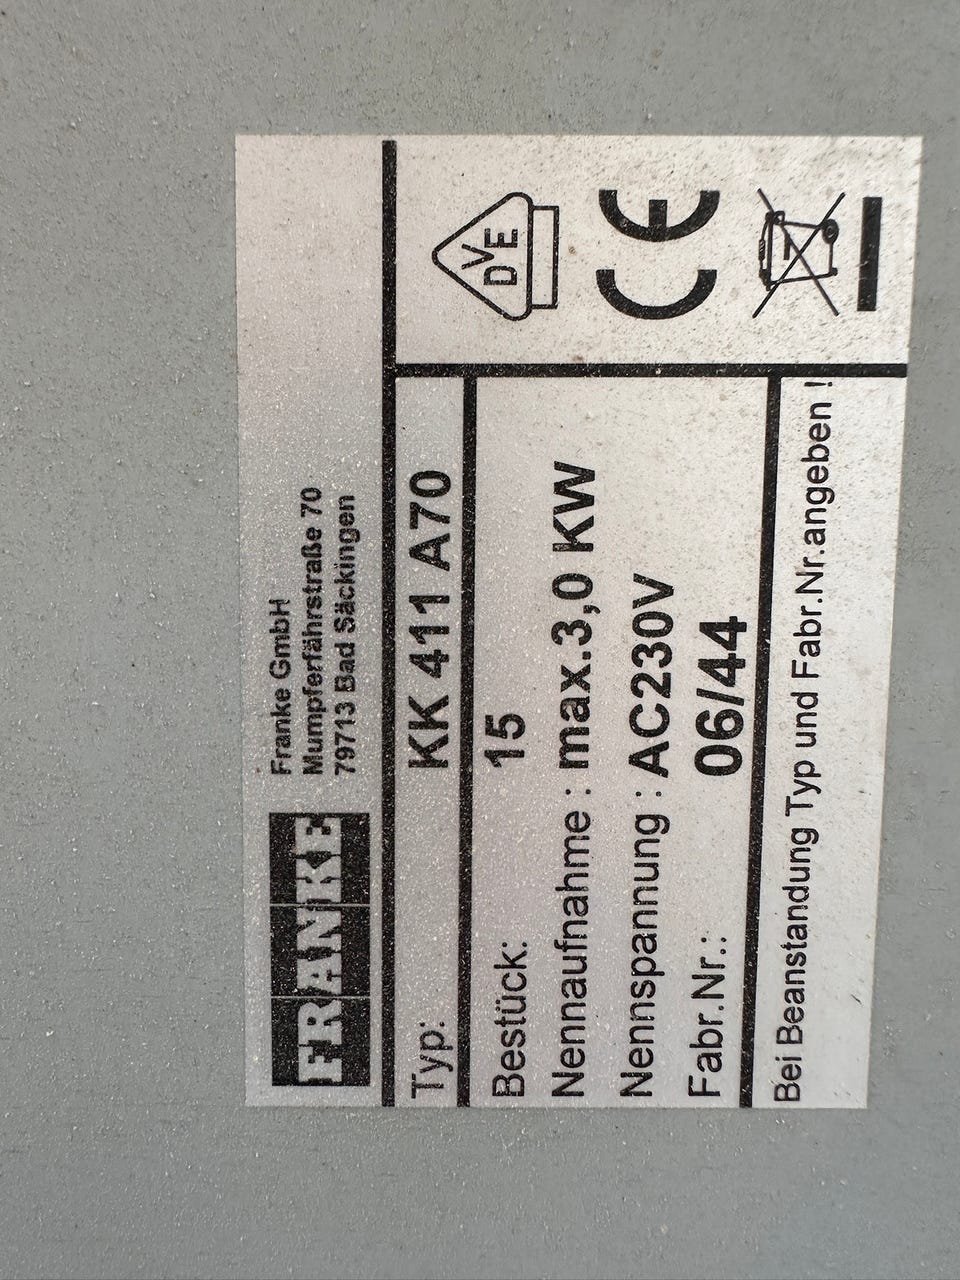 FRANKE
Franke GmbH
Mumpferfährstraße 70
79713 Bad Säckingen
Typ: KK 411 A70
Bestück: 15
Nennaufnahme : max.3,0 KW
Nennspannung : AC230V
Fabr.Nr.: 06/44
Bei Beanstandung Typ und Fabr.Nr.angeben !
DVE
CE